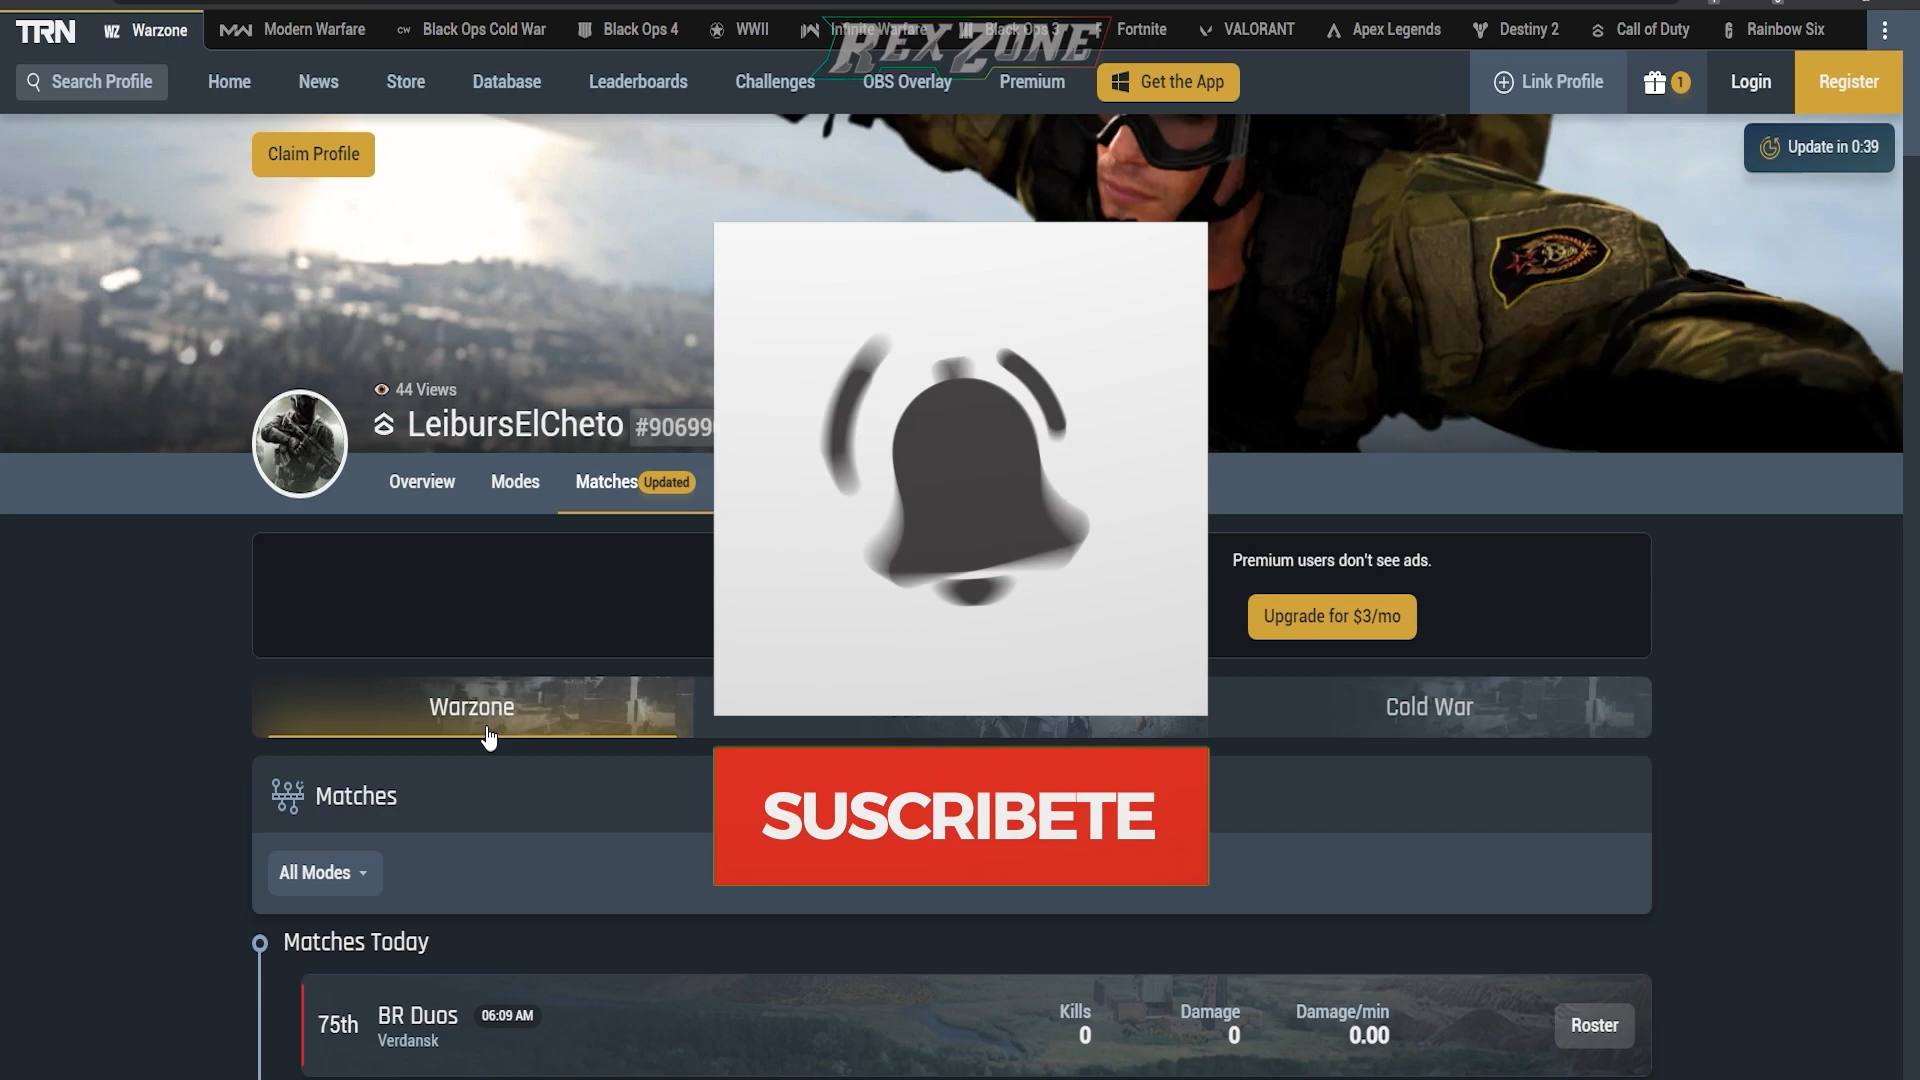 TRN
WZ Warzone
Modern Warfare
CW Black Ops Cold War
Black Ops 4
WWII
Infinite Warfare
Black Ops 3
Fortnite
VALORANT
Apex Legends
Destiny 2
Call of Duty
Rainbow Six
REXZONE
Search Profile
Home
News
Store
Database
Leaderboards
Challenges
OBS Overlay
Premium
Get the App
Link Profile
1
Login
Register
Claim Profile
Update in 0:39
44 Views
LeibursElCheto
Overview
Modes
Matches Updated
Premium users don't see ads.
Upgrade for $3/mo
Warzone
Cold War
Matches
SUSCRIBETE
All Modes
Matches Today
75th
BR Duos 06:09 AM
Verdansk
Kills
0
Damage
0
Damage/min
0.00
Roster